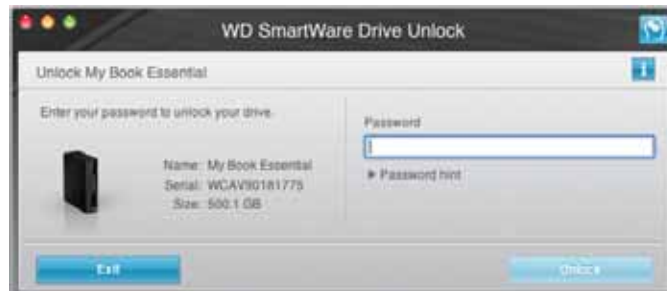 WD SmartWare Drive Unlock
Unlock My Book Essential
Enter your password to unlock your drive.
Name: My Book Essential
Serial: WCAV90181775
Size: 500.1 GB
Password
Password hint
Exit
Unlock